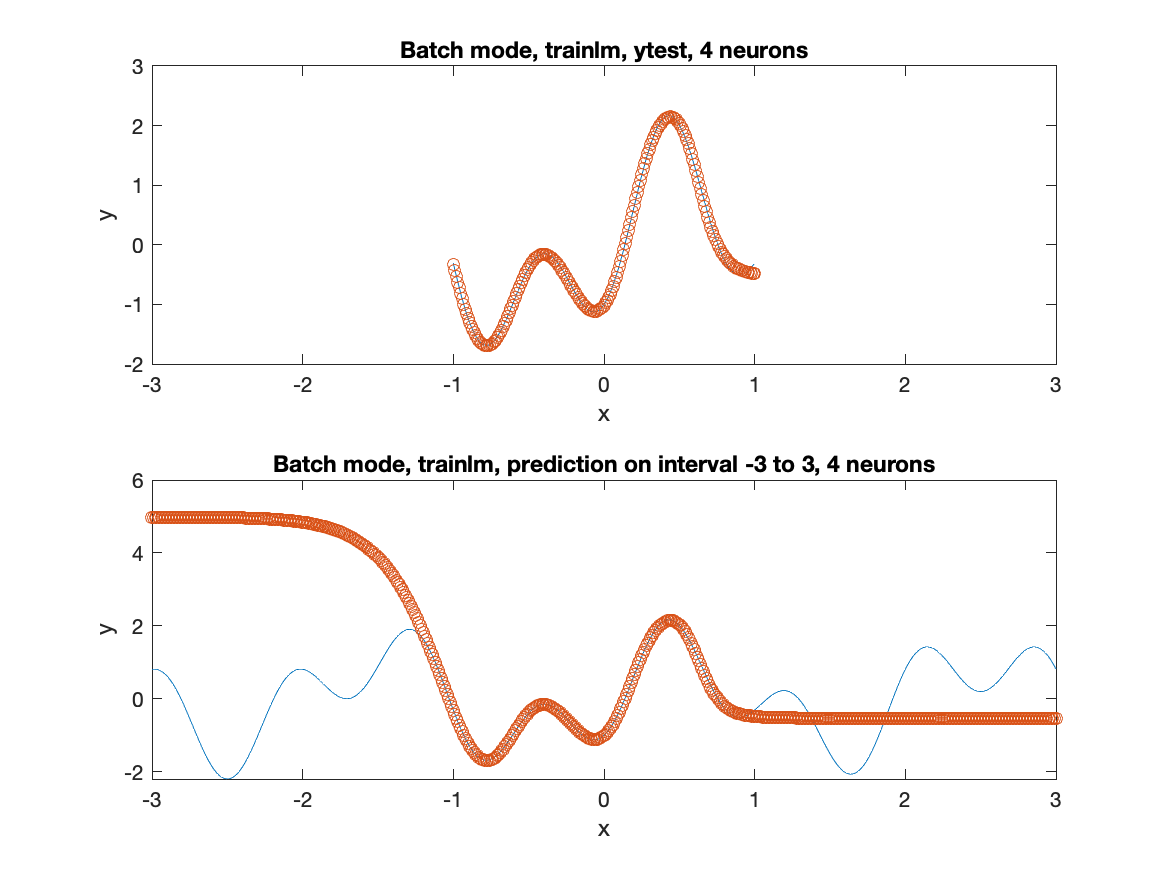 Batch mode, trainlm, ytest, 4 neurons
3
2
1
0
-1
-2
y
-3 -2 -1 0 1 2 3
x
Batch mode, trainlm, prediction on interval -3 to 3, 4 neurons
6
4
2
0
-2
y
-3 -2 -1 0 1 2 3
x